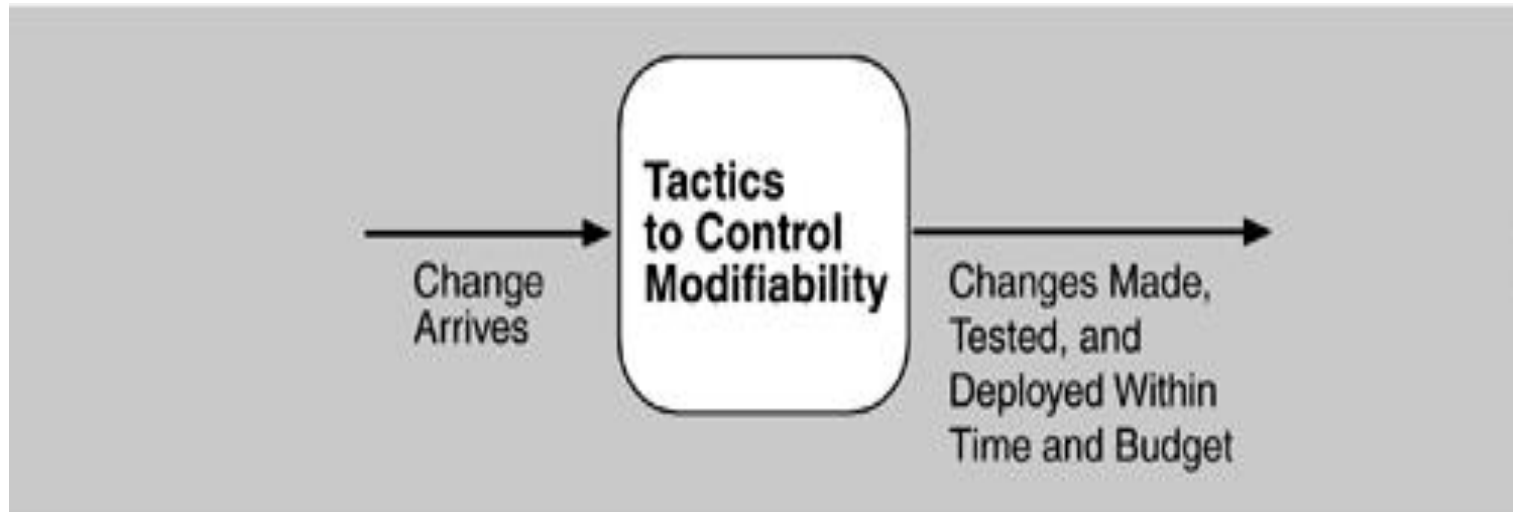 Tactics
to Control
Modifiability
Change
Arrives
Changes Made,
Tested, and
Deployed Within
Time and Budget